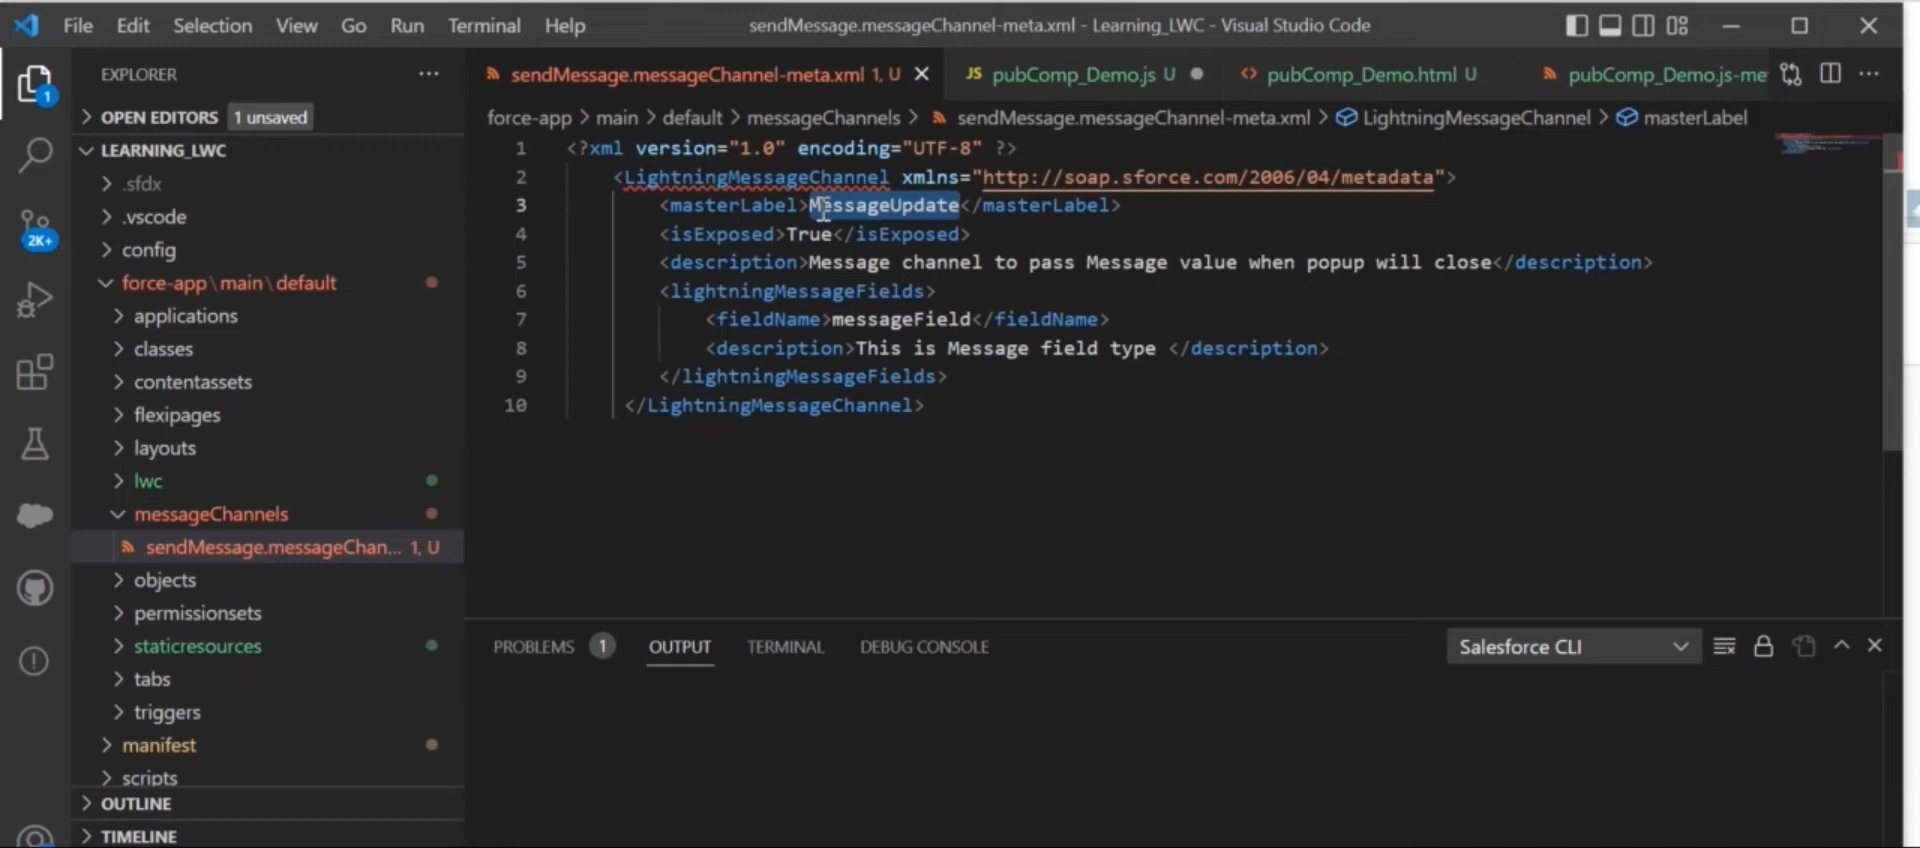 File Edit Selection View Go Run Terminal Help
sendMessage.messageChannel-meta.xml - Learning_LWC - Visual Studio Code
EXPLORER
sendMessage.messageChannel-meta.xml 1, U
JS pubComp_Demo.js U
pubComp_Demo.html U
pubComp_Demo.js-me
1
OPEN EDITORS 1 unsaved
force-app > main > default > messageChannels > sendMessage.messageChannel-meta.xml > LightningMessageChannel > masterLabel
LEARNING_LWC
.sfdx
.vscode
config
force-app\main\default
applications
classes
contentassets
flexipages
layouts
lwc
messageChannels
sendMessage.messageChan... 1, U
objects
permissionsets
staticresources
tabs
triggers
manifest
scripts
OUTLINE
TIMELINE
2K+
1 <?xml version="1.0" encoding="UTF-8" ?>
2 <LightningMessageChannel xmlns="http://soap.sforce.com/2006/04/metadata">
3 <masterLabel>MessageUpdate</masterLabel>
4 <isExposed>True</isExposed>
5 <description>Message channel to pass Message value when popup will close</description>
6 <lightningMessageFields>
7 <fieldName>messageField</fieldName>
8 <description>This is Message field type </description>
9 </lightningMessageFields>
10 </LightningMessageChannel>
PROBLEMS 1 OUTPUT TERMINAL DEBUG CONSOLE
Salesforce CLI